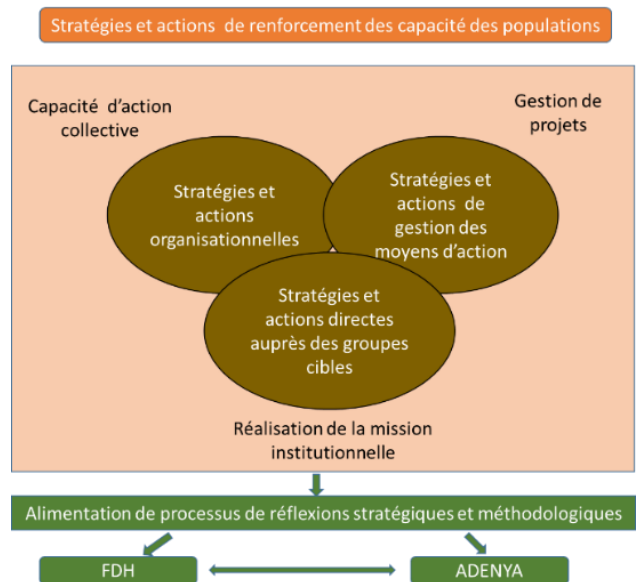 Stratégies et actions de renforcement des capacité des populations
Capacité d'action
collective
Gestion de
projets
Stratégies et
actions
organisationnelles
Stratégies et
actions de
gestion des
moyens d'action
Stratégies et
actions directes
auprès des groupes
cibles
Réalisation de la mission
institutionnelle
Alimentation de processus de réflexions stratégiques et méthodologiques
FDH
ADENYA